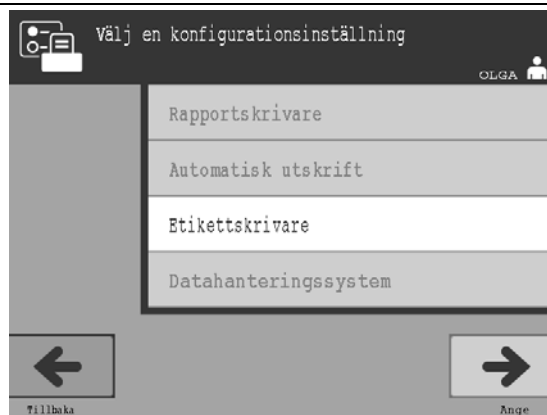 Välj en konfigurationsinställning
OLGA
Rapportskrivare
Automatisk utskrift
Etikettskrivare
Datahanteringssystem
Tillbaka
Ange